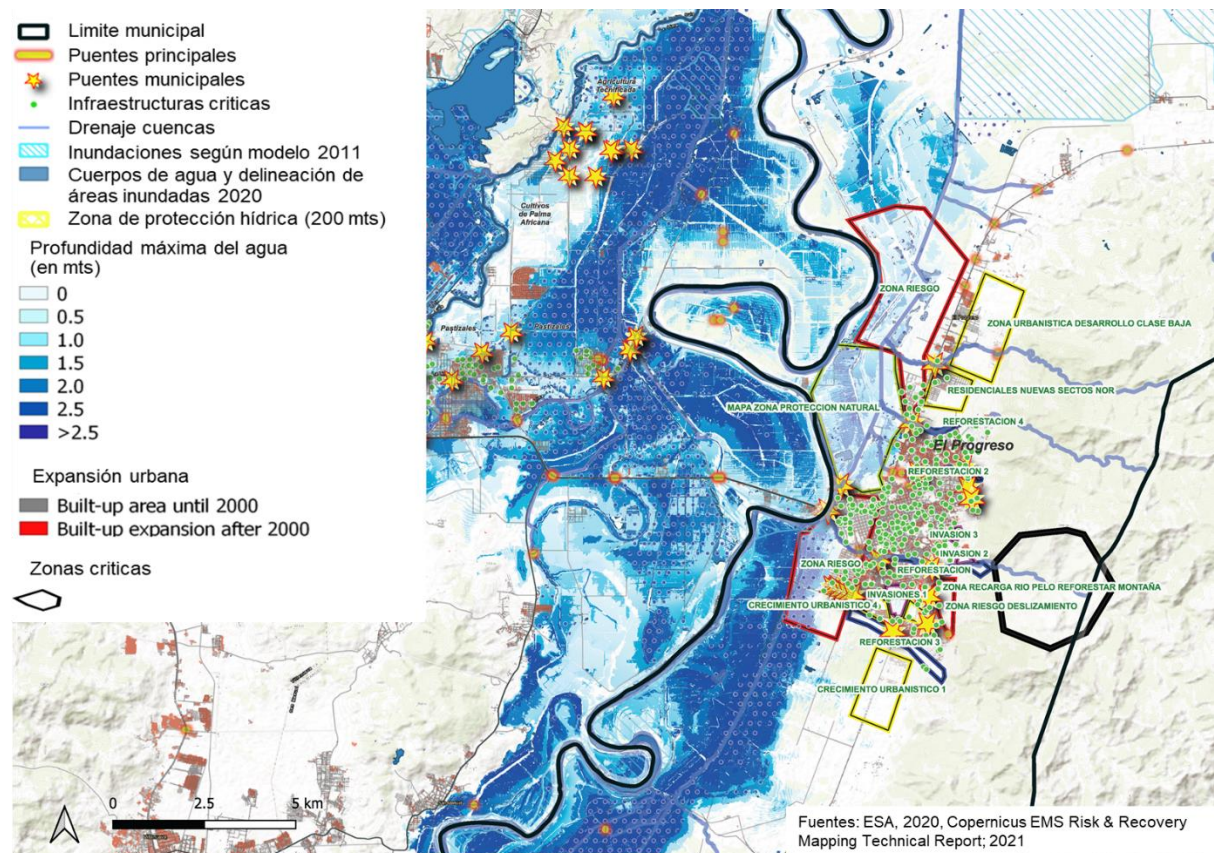 Limite municipal
Puentes principales
Puentes municipales
Infraestructuras criticas
Drenaje cuencas
Inundaciones según modelo 2011
Cuerpos de agua y delineación de
áreas inundadas 2020
Zona de protección hídrica (200 mts)
Profundidad máxima del agua
(en mts)
0
0.5
1.0
1.5
2.0
2.5
>2.5
Expansión urbana
Built-up area until 2000
Built-up expansion after 2000
Zonas criticas
0 2.5 5 km
Agricultura
Tecnificada
Cultivos
de Palma
Africana
Pastizales
Pastizales
ZONA RIESGO
ZONA URBANISTICA DESARROLLO CLASE BAJA
RESIDENCIALES NUEVAS SECTOS NOR
MAPA ZONA PROTECCION NATURAL
REFORESTACION 4
El Progreso
REFORESTACION 2
INVASION 3
INVASION 2
ZONA RIESGO
REFORESTACION
ZONA RECARGA RIO PELO REFORESTAR MONTAÑA
INVASIONES 1
CRECIMIENTO URBANISTICO 4
ZONA RIESGO DESLIZAMIENTO
REFORESTACION 3
CRECIMIENTO URBANISTICO 1
Fuentes: ESA, 2020, Copernicus EMS Risk & Recovery
Mapping Technical Report; 2021